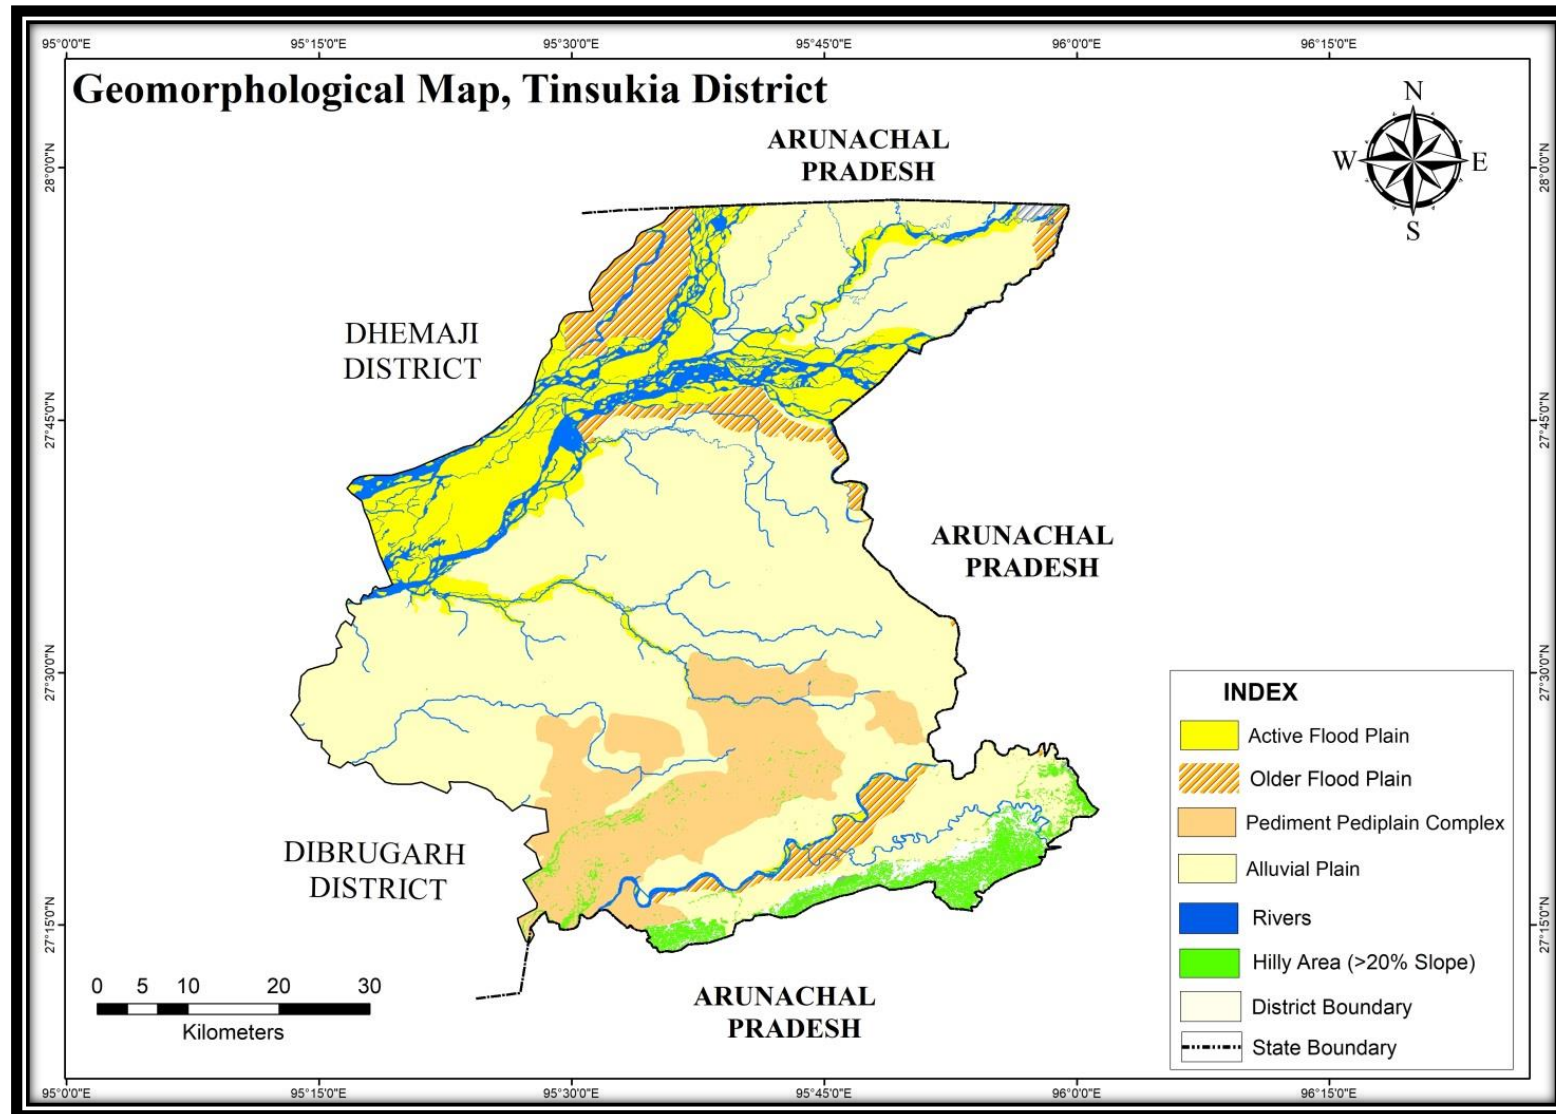 95°0'0"E 95°15'0"E 95°30'0"E 95°45'0"E 96°0'0"E 96°15'0"E
Geomorphological Map, Tinsukia District
N
W E
S
ARUNACHAL
PRADESH
28°0'0"N 28°0'0"N
DHEMAJI
DISTRICT
27°45'0"N 27°45'0"N
ARUNACHAL
PRADESH
27°30'0"N 27°30'0"N
INDEX
Active Flood Plain
Older Flood Plain
Pediment Pediplain Complex
Alluvial Plain
Rivers
Hilly Area (>20% Slope)
District Boundary
State Boundary
DIBRUGARH
DISTRICT
27°15'0"N 27°15'0"N
0 5 10 20 30
Kilometers
ARUNACHAL
PRADESH
95°0'0"E 95°15'0"E 95°30'0"E 95°45'0"E 96°0'0"E 96°15'0"E